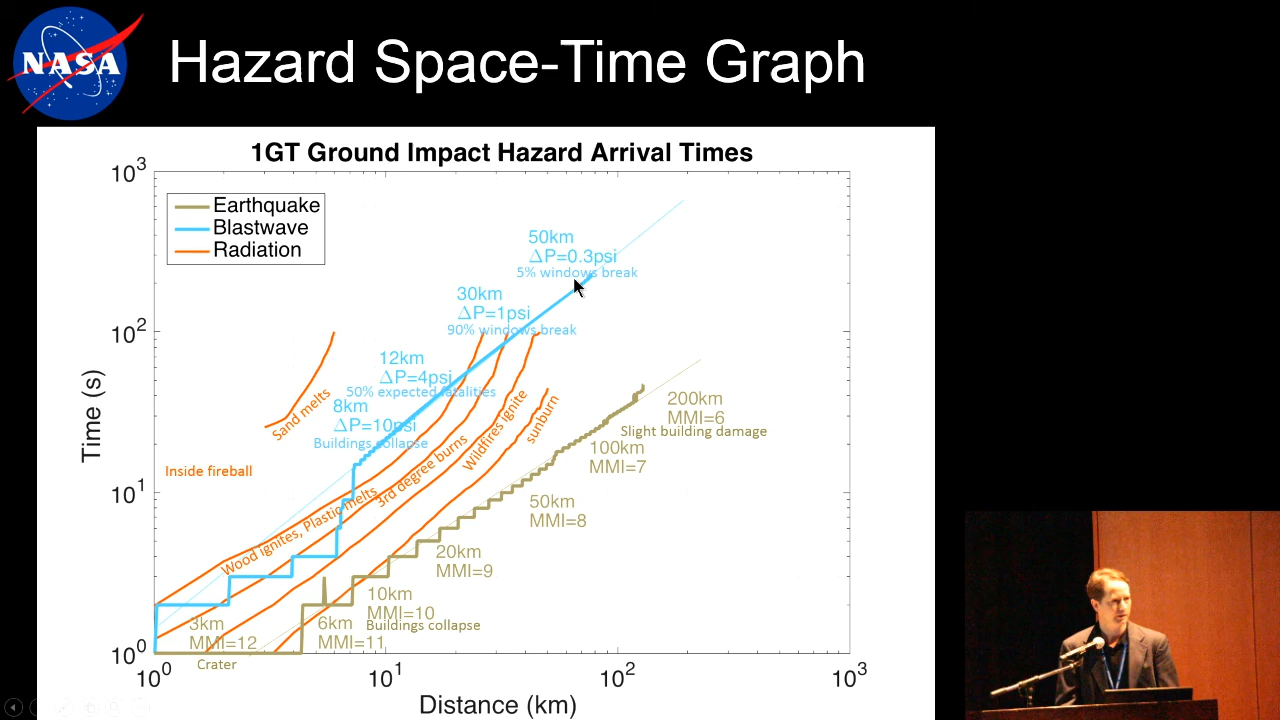 NASA
Hazard Space-Time Graph
1GT Ground Impact Hazard Arrival Times
10³
Earthquake
Blastwave
Radiation
50km
ΔP=0.3psi
5% windows break
30km
ΔP=1psi
90% windows break
10²
12km
ΔP=4psi
50% expected fatalities
8km
ΔP=10psi
Buildings collapse
Time (s)
Sand melts
Inside fireball
Wood ignites, Plastic melts
3rd degree burns
Wildfires ignite
sunburn
200km
MMI=6
Slight building damage
100km
MMI=7
10¹
50km
MMI=8
20km
MMI=9
10km
MMI=10
Buildings collapse
6km
MMI=11
3km
MMI=12
Crater
10⁰
10⁰ 10¹ 10² 10³
Distance (km)